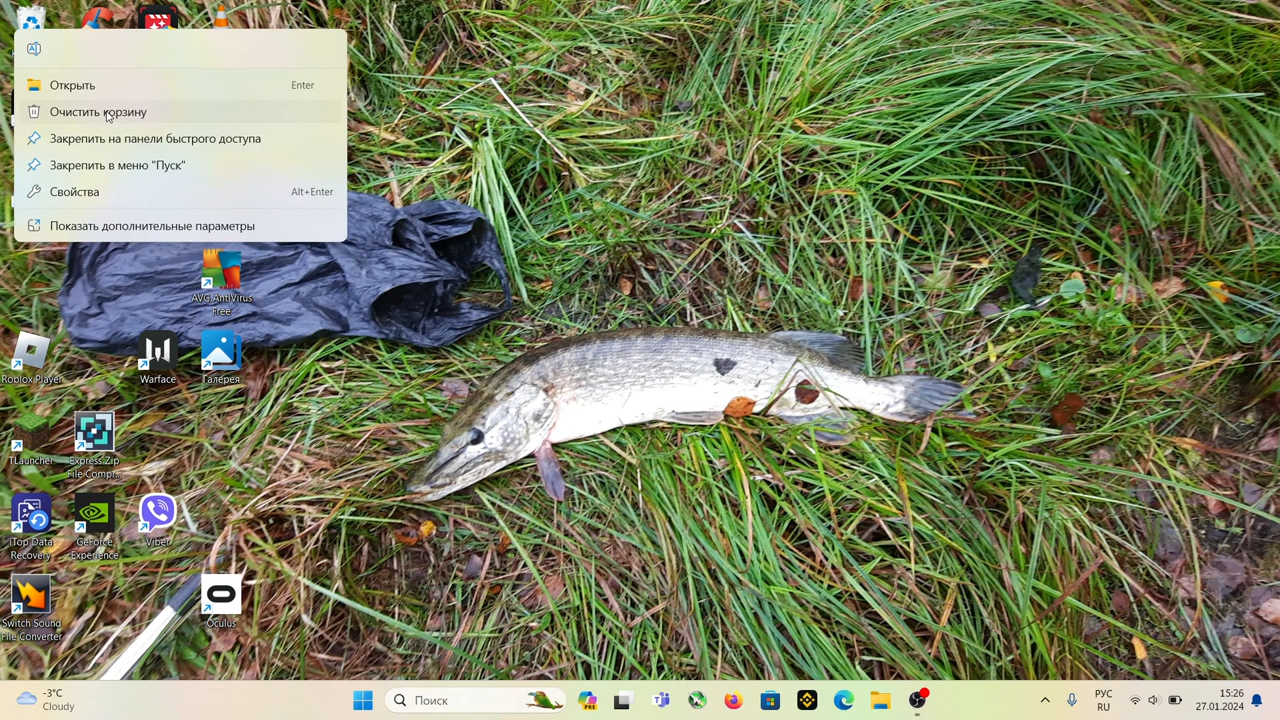 Открыть Enter
Очистить корзину
Закрепить на панели быстрого доступа
Закрепить в меню "Пуск"
Свойства Alt+Enter
Показать дополнительные параметры
AVG AntiVirus
Free
Roblox Player
Warface
Галерея
TLauncher
Express Zip
File Compr...
iTop Data
Recovery
GeForce
Experience
Viber
Switch Sound
File Converter
Oculus
-3°C
Cloudy
Поиск
PRE
РУС
RU
15:26
27.01.2024